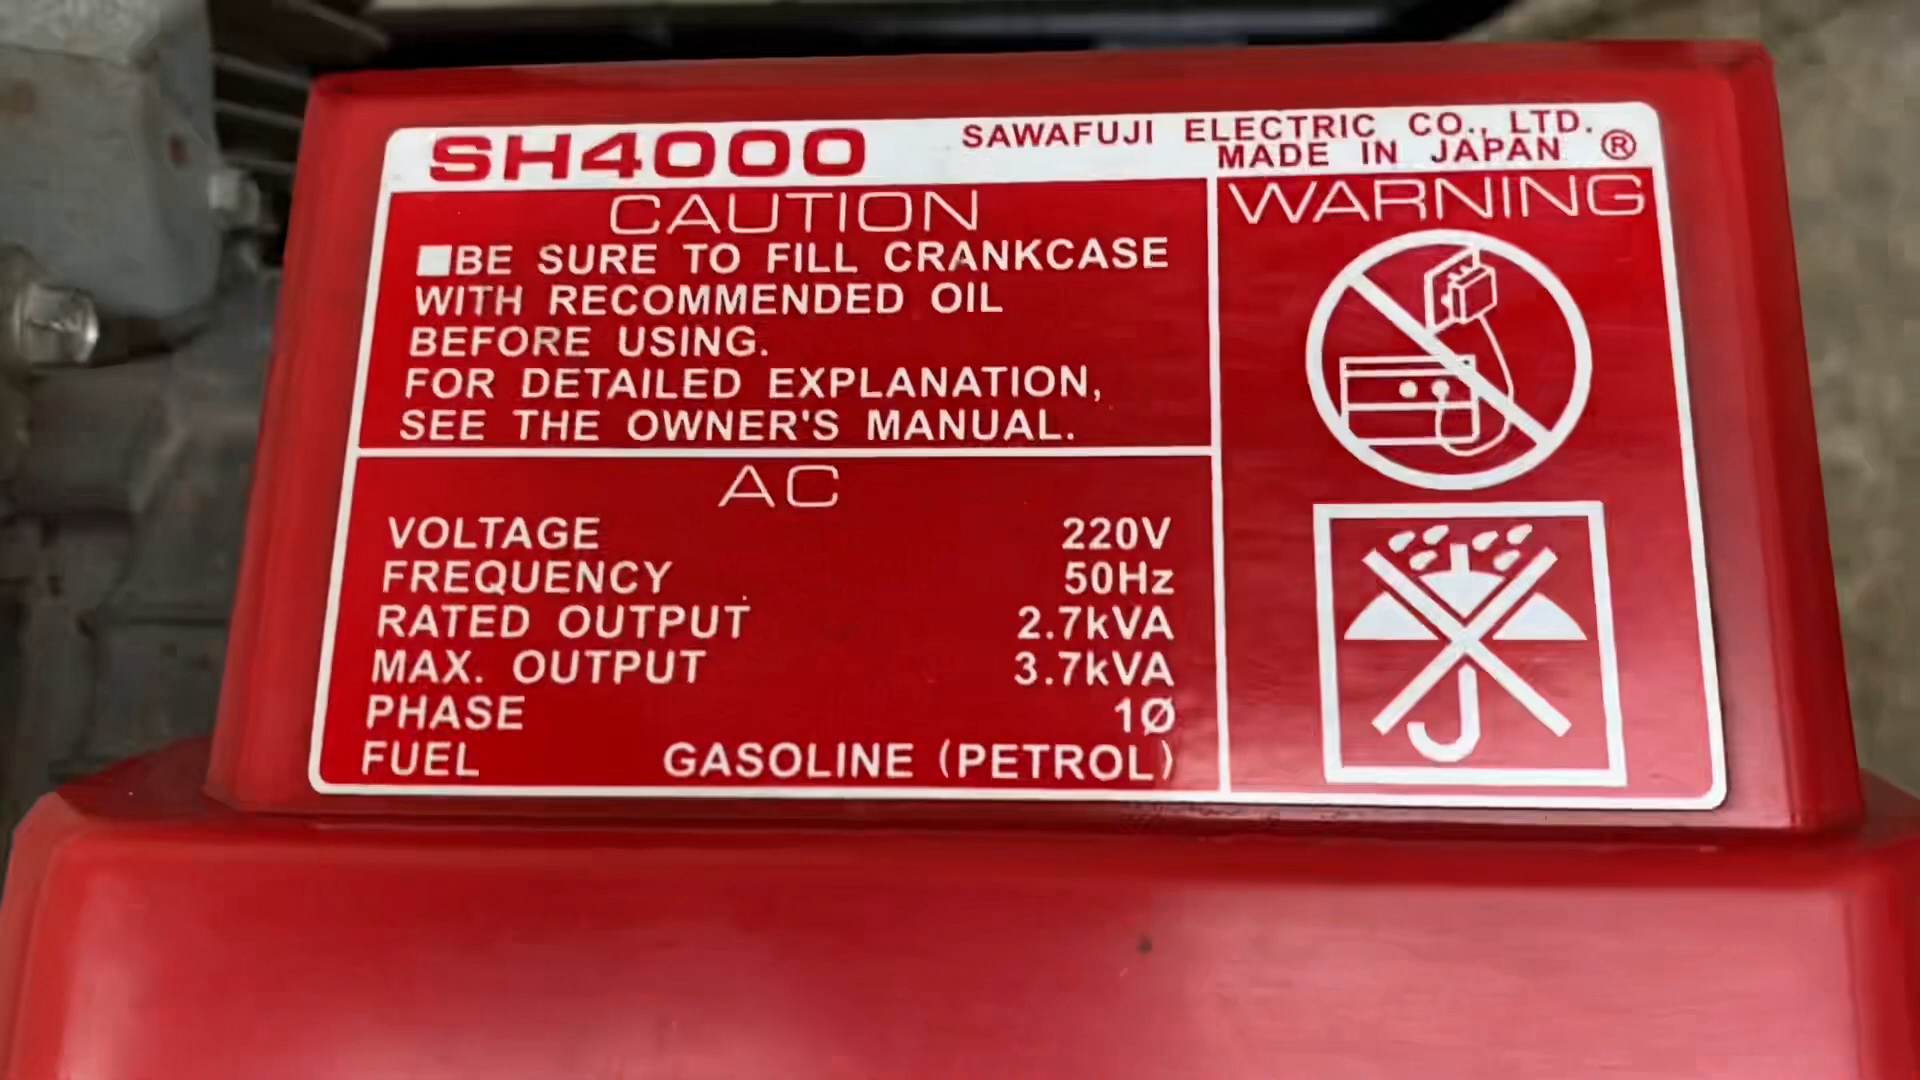 SH4000
SAWAFUJI ELECTRIC CO., LTD.
MADE IN JAPAN ®
CAUTION
■BE SURE TO FILL CRANKCASE
WITH RECOMMENDED OIL
BEFORE USING.
FOR DETAILED EXPLANATION,
SEE THE OWNER'S MANUAL.
AC
VOLTAGE 220V
FREQUENCY 50Hz
RATED OUTPUT 2.7kVA
MAX. OUTPUT 3.7kVA
PHASE 1Ø
FUEL GASOLINE (PETROL)
WARNING